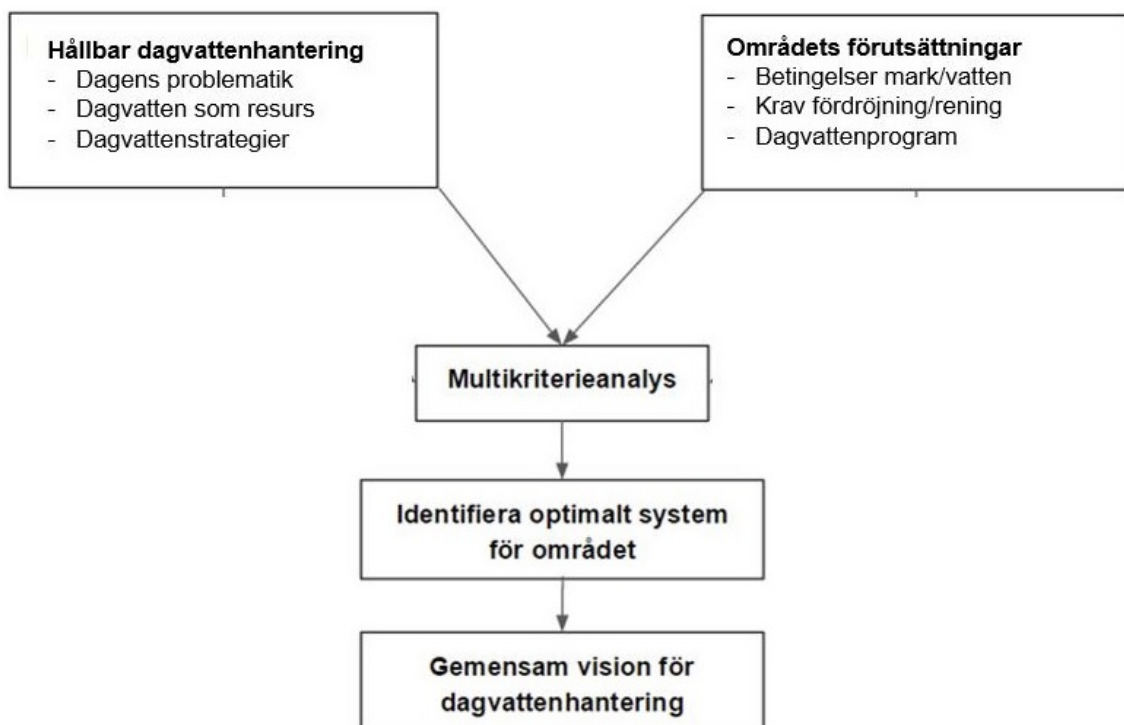 Hållbar dagvattenhantering
- Dagens problematik
- Dagvatten som resurs
- Dagvattenstrategier
Områdets förutsättningar
- Betingelser mark/vatten
- Krav fördröjning/rening
- Dagvattenprogram
Multikriterieanalys
Identifiera optimalt system
för området
Gemensam vision för
dagvattenhantering